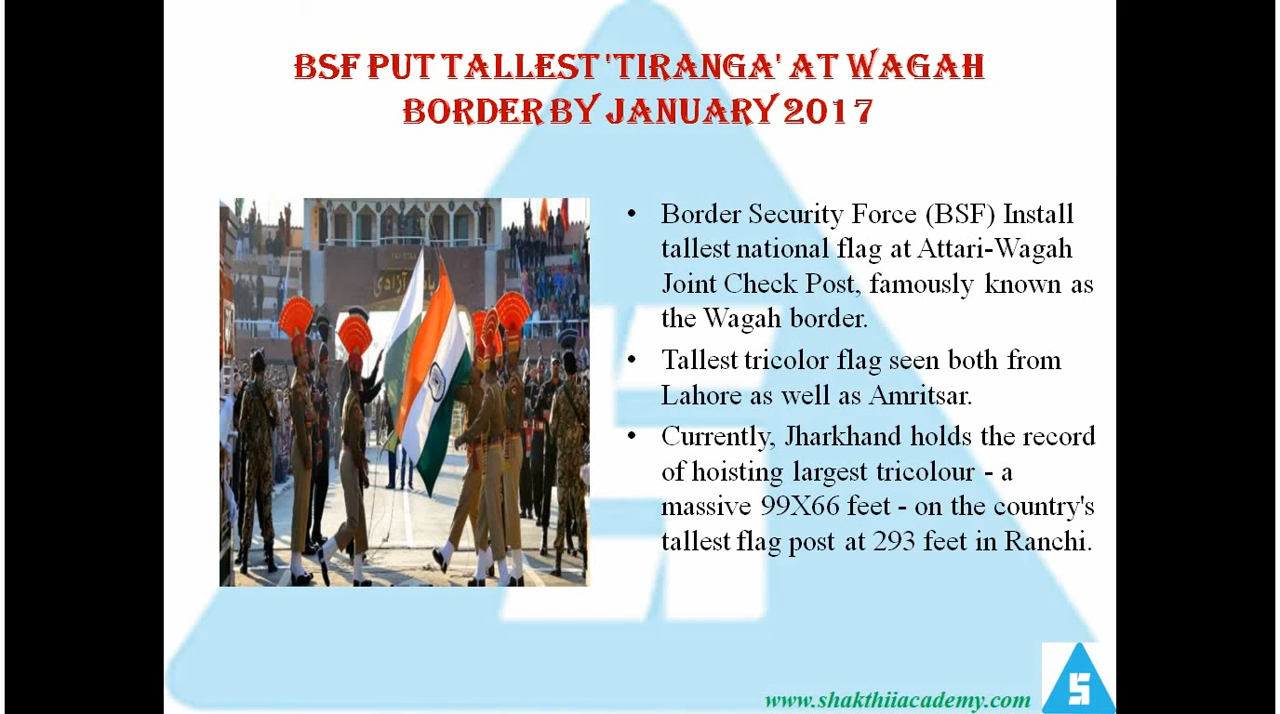 BSF PUT TALLEST 'TIRANGA' AT WAGAH
BORDER BY JANUARY 2017
آزادی
• Border Security Force (BSF) Install
tallest national flag at Attari-Wagah
Joint Check Post, famously known as
the Wagah border.
• Tallest tricolor flag seen both from
Lahore as well as Amritsar.
• Currently, Jharkhand holds the record
of hoisting largest tricolour - a
massive 99X66 feet - on the country's
tallest flag post at 293 feet in Ranchi.
www.shakthiiacademy.com